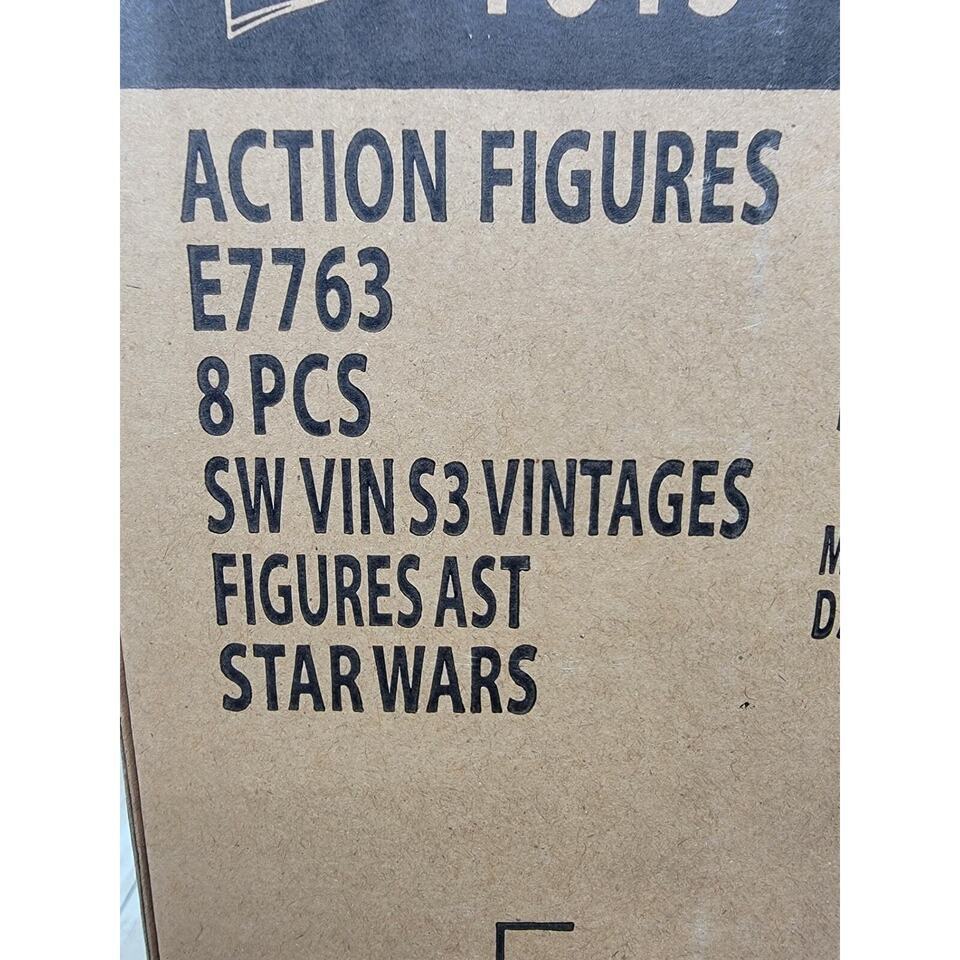 ACTION FIGURES
E7763
8 PCS
SW VIN S3 VINTAGES
FIGURES AST
STAR WARS